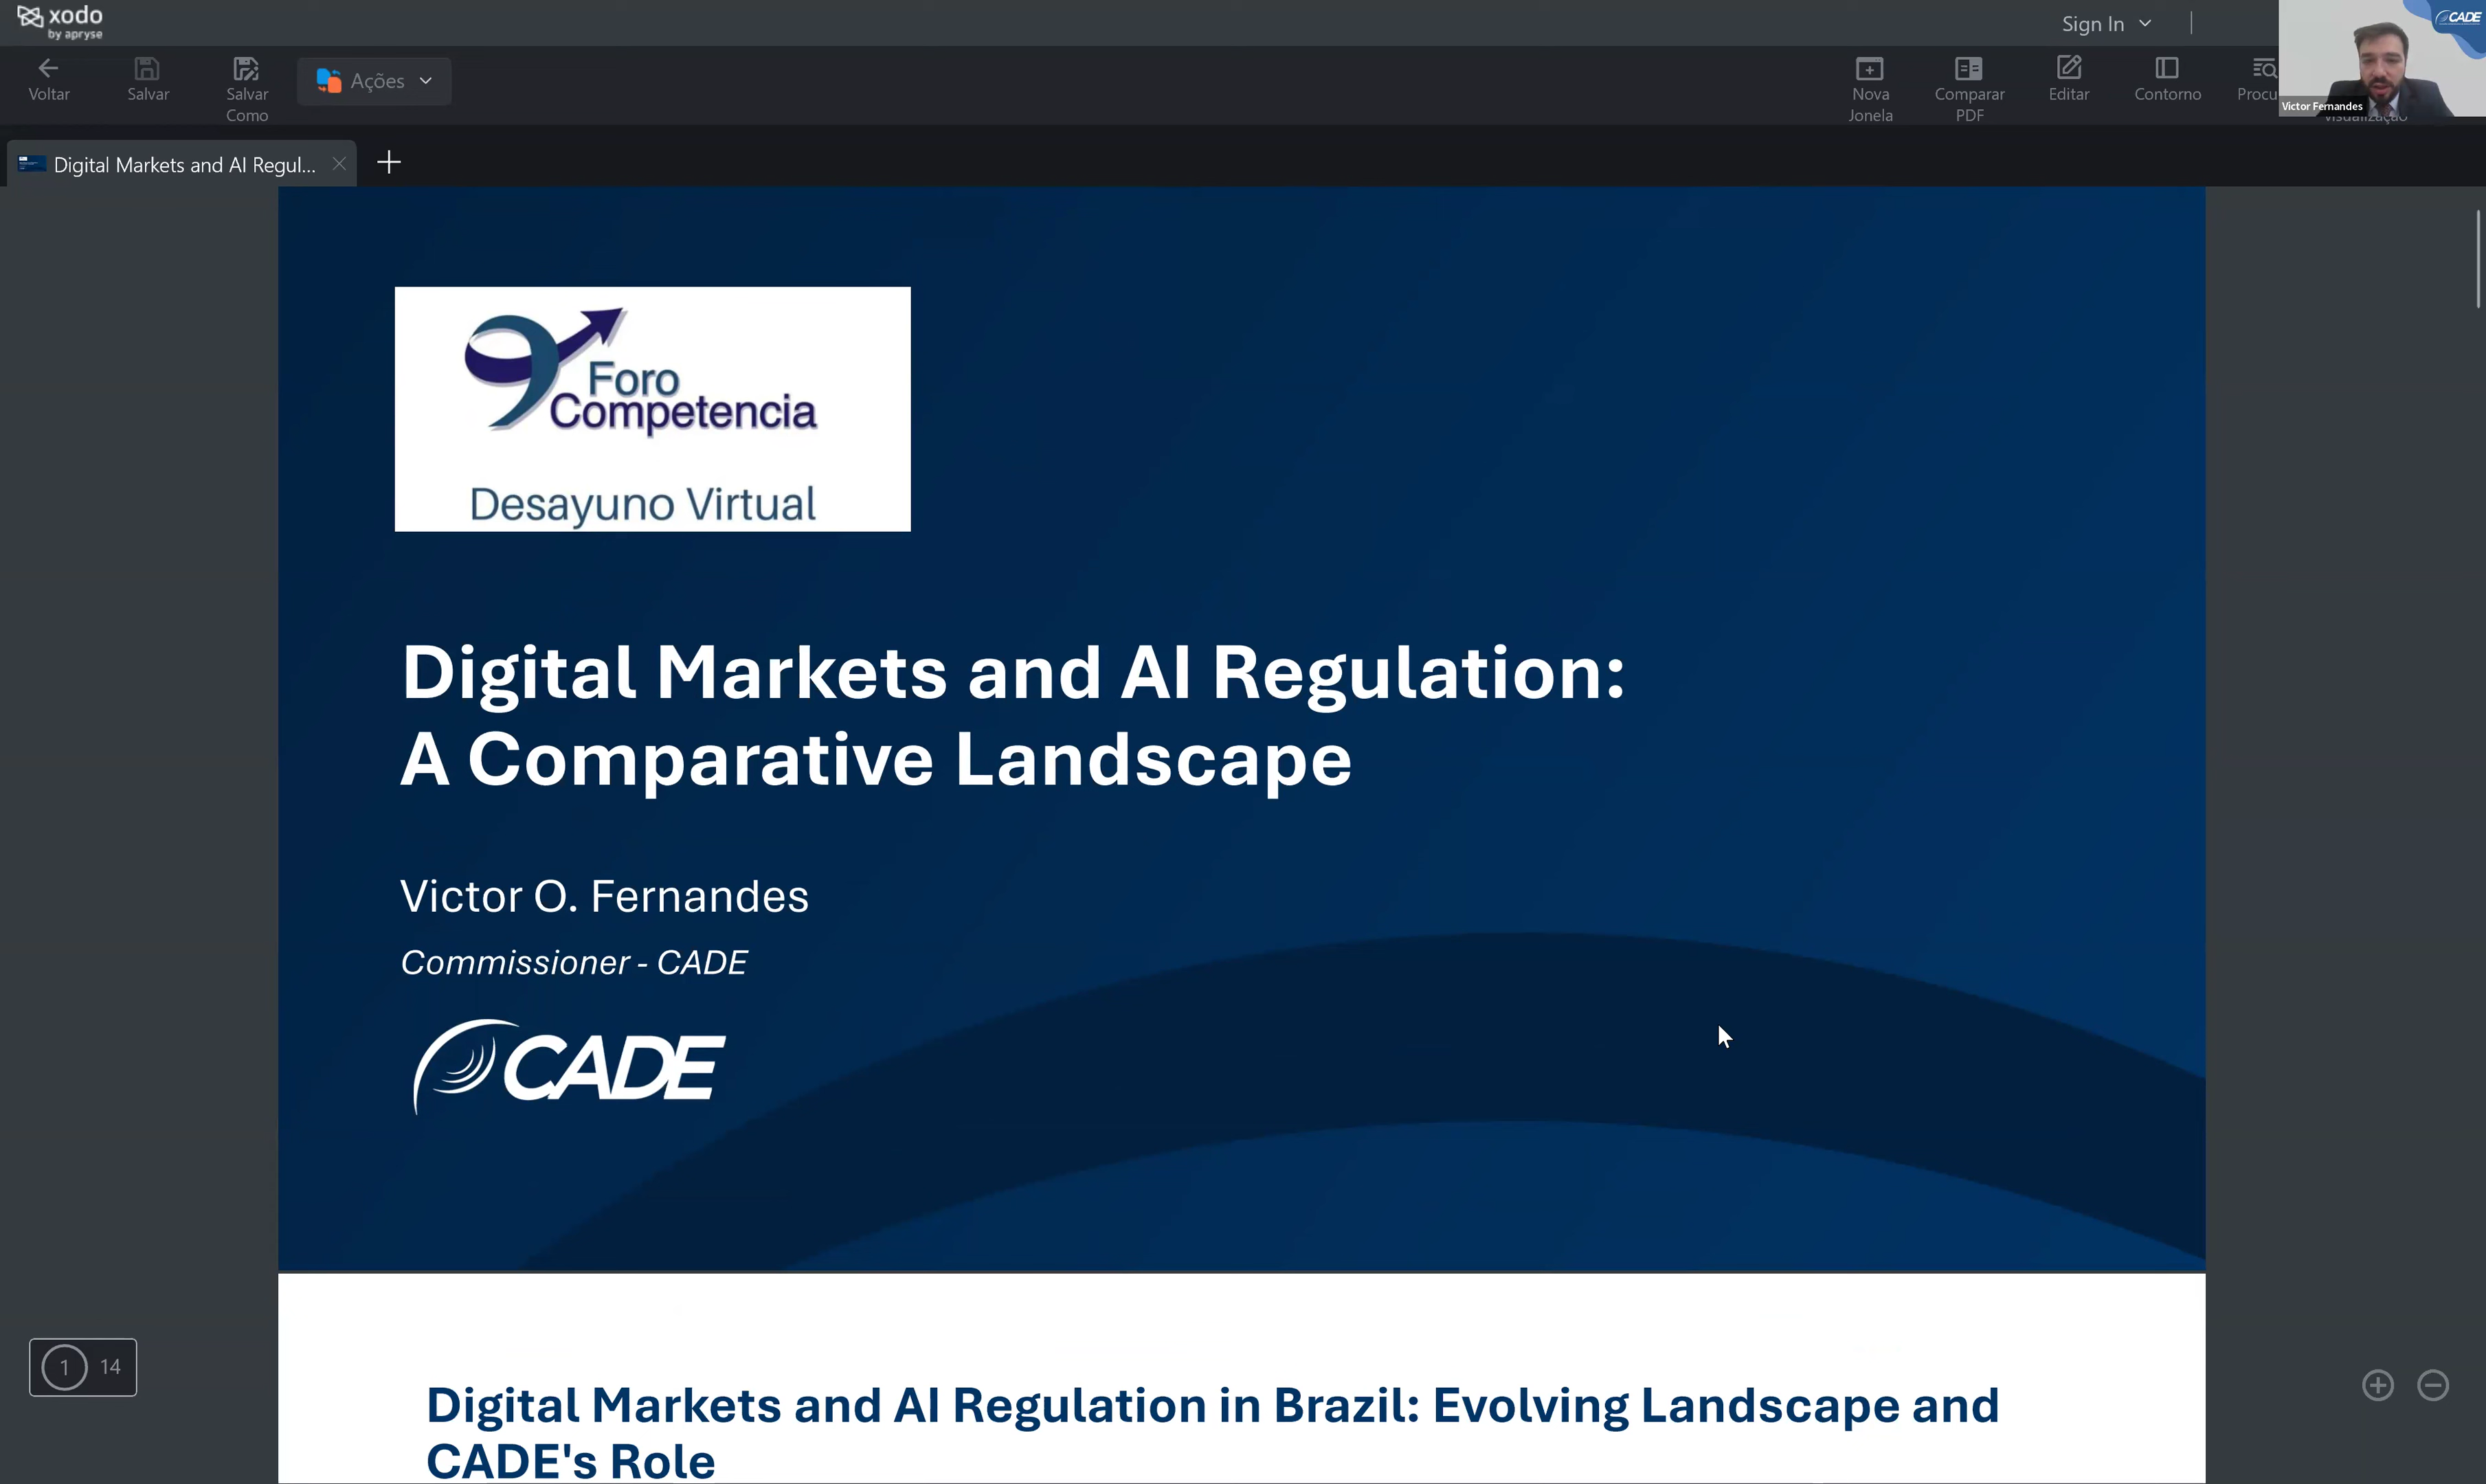 xodo
by apryse
Sign In
CADE
Voltar
Salvar
Salvar
Como
Ações
Nova
Jonela
Comparar
PDF
Editar
Contorno
Procu
Visualização
Victor Fernandes
Digital Markets and AI Regul...
Foro
Competencia
Desayuno Virtual
Digital Markets and AI Regulation:
A Comparative Landscape
Victor O. Fernandes
Commissioner - CADE
CADE
1 14
Digital Markets and AI Regulation in Brazil: Evolving Landscape and
CADE's Role